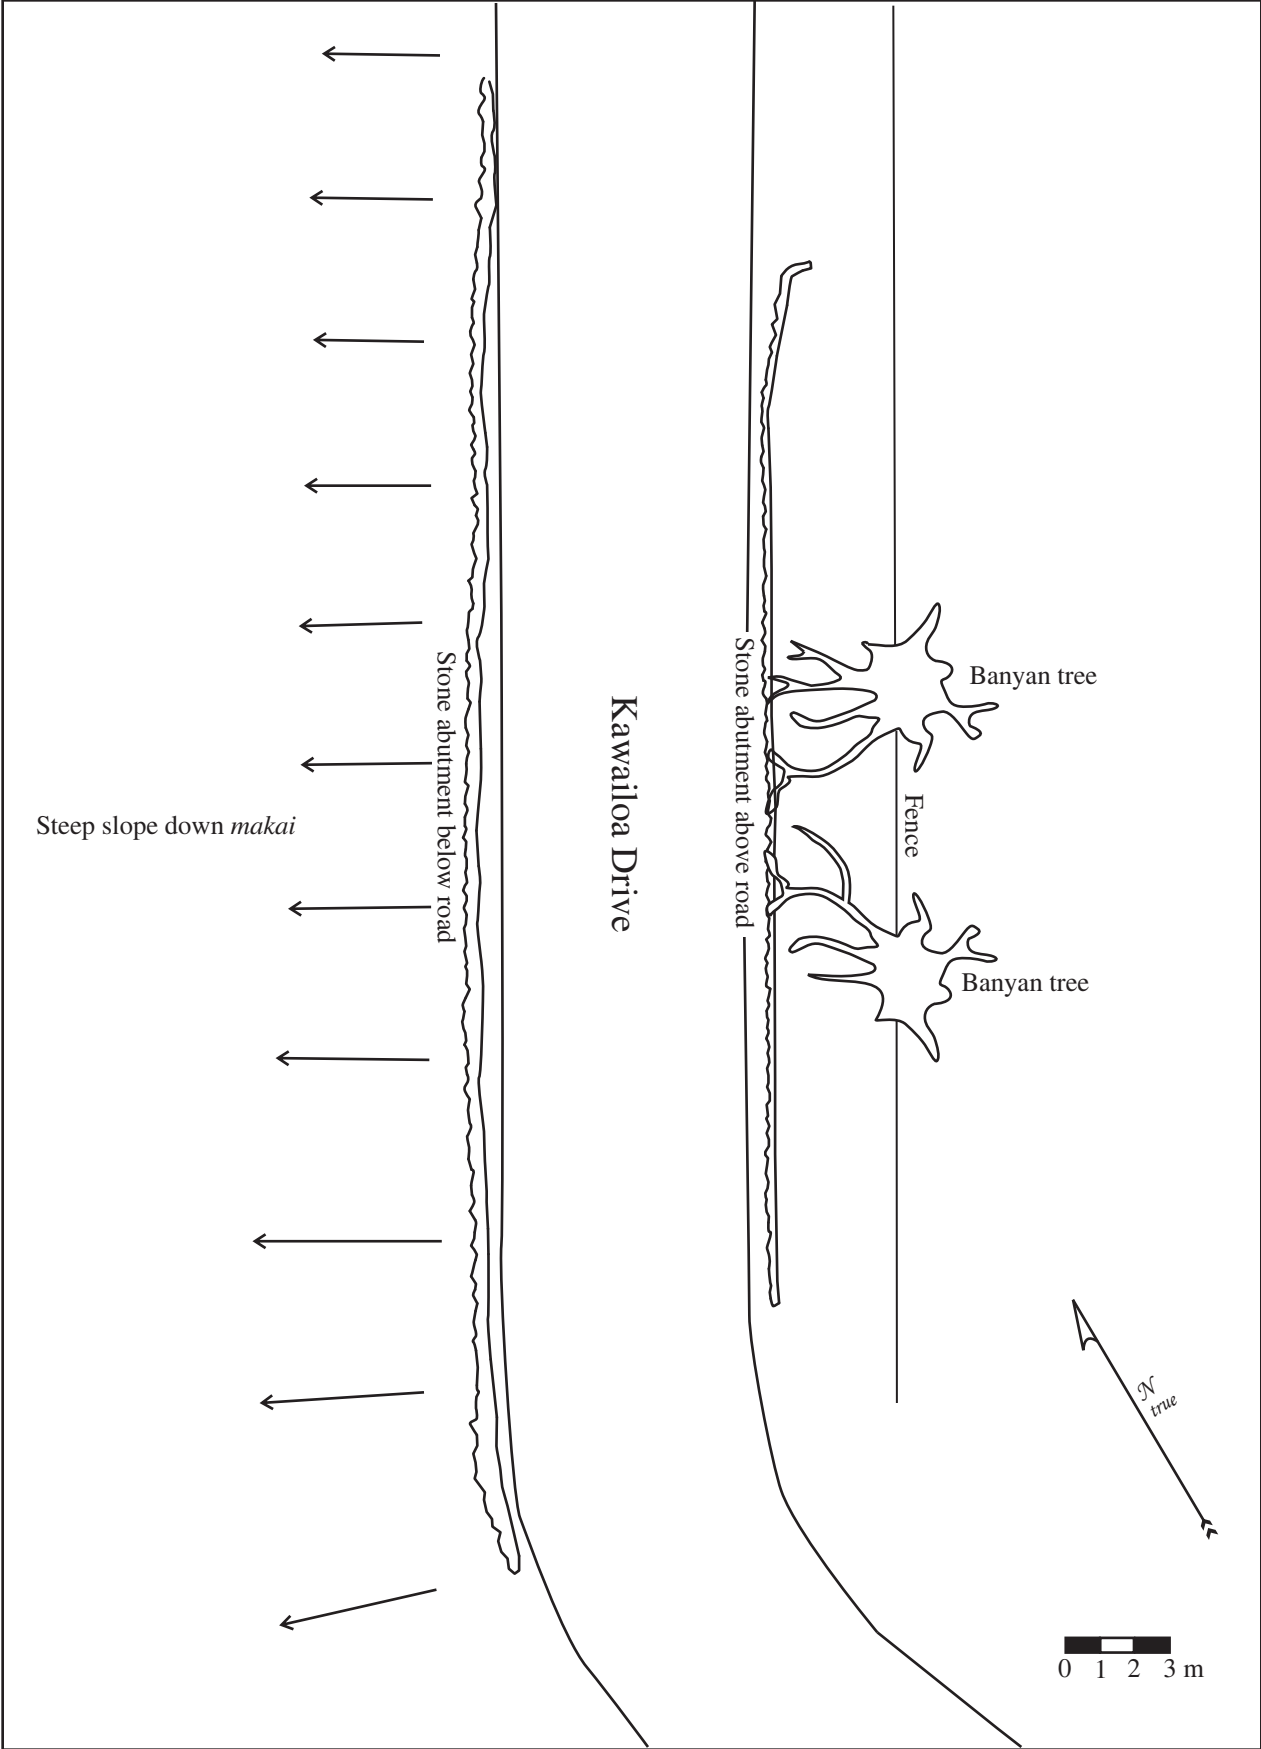 Banyan tree
Stone abutment below road
Kawailoa Drive
Stone abutment above road
Fence
Steep slope down makai
Banyan tree
N
true
0 1 2 3 m